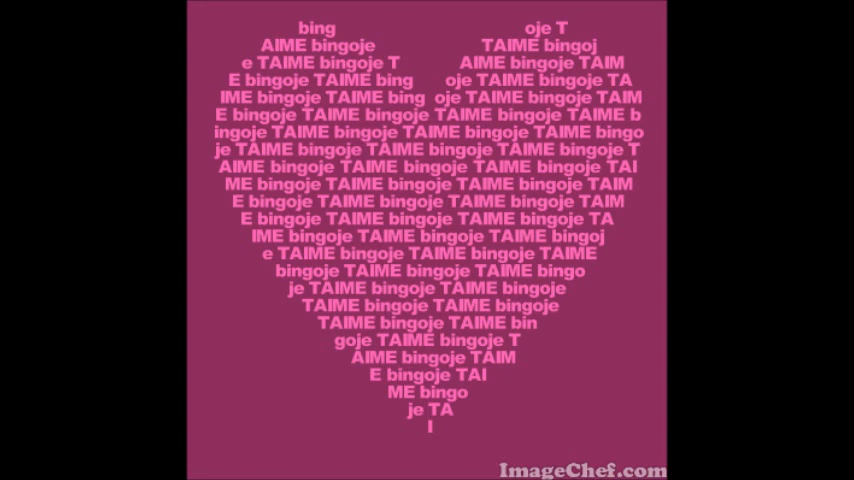 bing oje T
AIME bingoje TAIME bingoj
e TAIME bingoje T AIME bingoje TAIM
E bingoje TAIME bing oje TAIME bingoje TA
IME bingoje TAIME bing oje TAIME bingoje TAIM
E bingoje TAIME bingoje TAIME bingoje TAIME b
ingoje TAIME bingoje TAIME bingoje TAIME bingo
je TAIME bingoje TAIME bingoje TAIME bingoje T
AIME bingoje TAIME bingoje TAIME bingoje TAI
ME bingoje TAIME bingoje TAIME bingoje TAIM
E bingoje TAIME bingoje TAIME bingoje TAIM
E bingoje TAIME bingoje TAIME bingoje TA
IME bingoje TAIME bingoje TAIME bingoj
e TAIME bingoje TAIME bingoje TAIME
bingoje TAIME bingoje TAIME bingo
je TAIME bingoje TAIME bingoje
TAIME bingoje TAIME bingoje
TAIME bingoje TAIME bin
goje TAIME bingoje T
AIME bingoje TAIM
E bingoje TAI
ME bingo
je TA
I
ImageChef.com